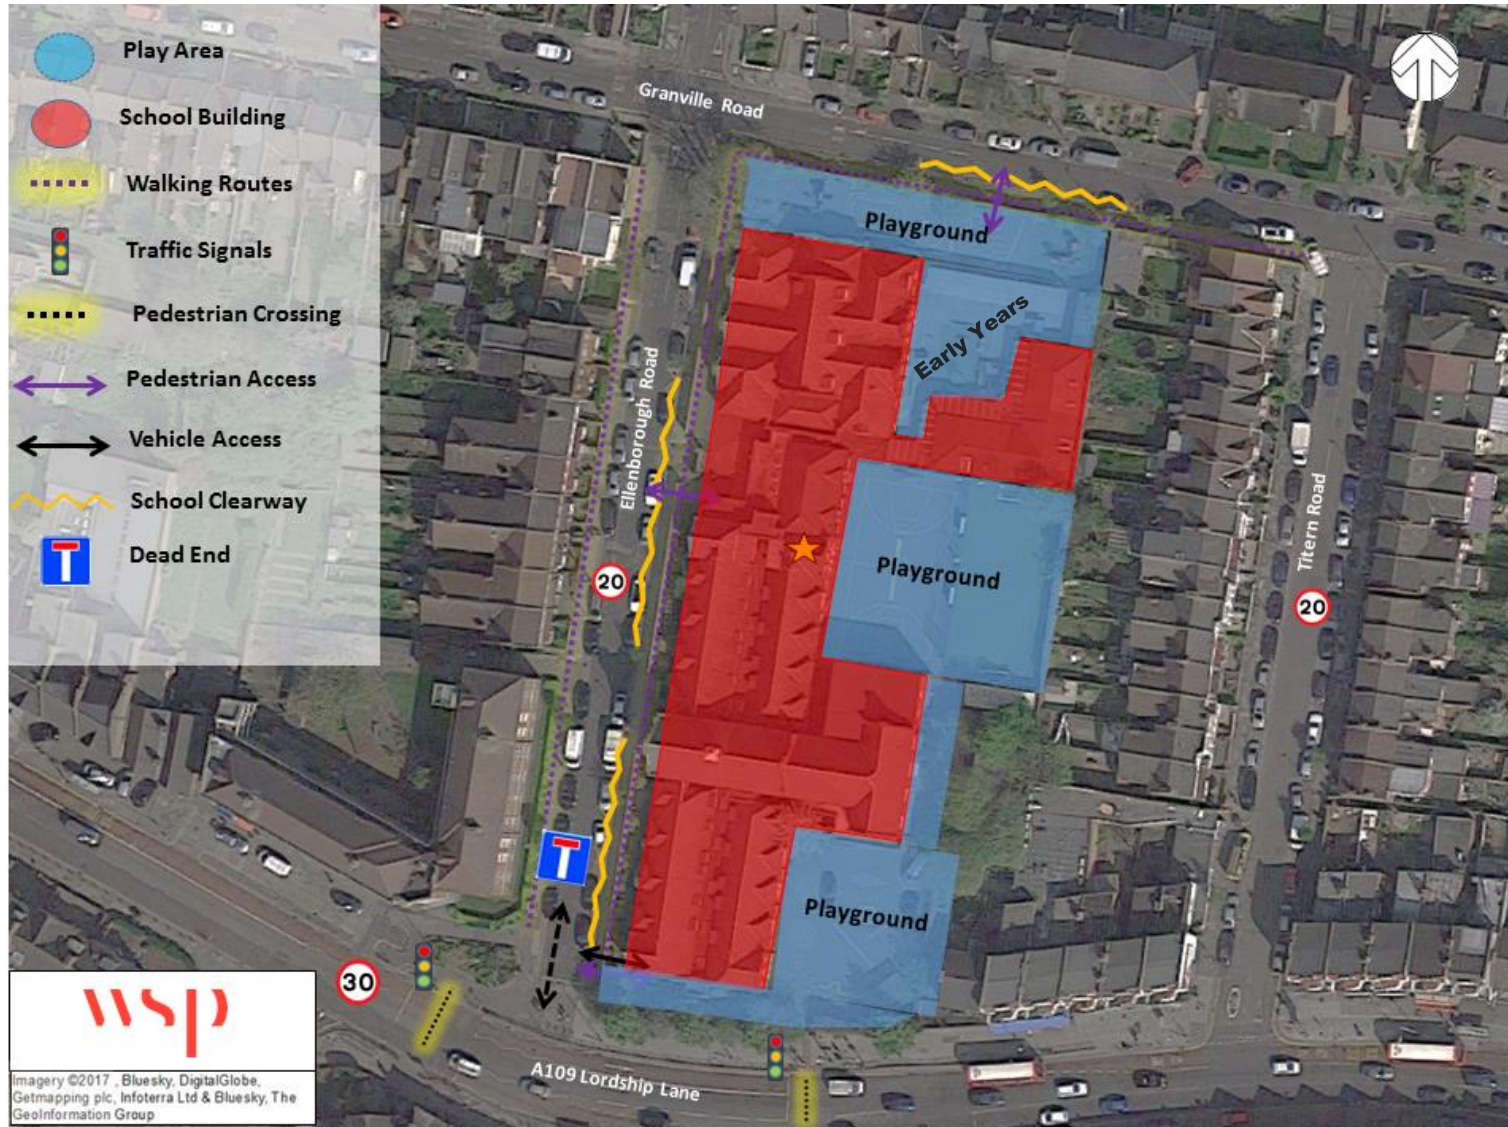 Play Area
School Building
Walking Routes
Traffic Signals
Pedestrian Crossing
Pedestrian Access
Vehicle Access
School Clearway
Dead End
Granville Road
Playground
Early Years
Ellenborough Road
Playground
Titern Road
20
20
Playground
30
A109 Lordship Lane
wsp
Imagery ©2017 , Bluesky, DigitalGlobe,
Getmapping plc, Infoterra Ltd & Bluesky, The
GeoInformation Group